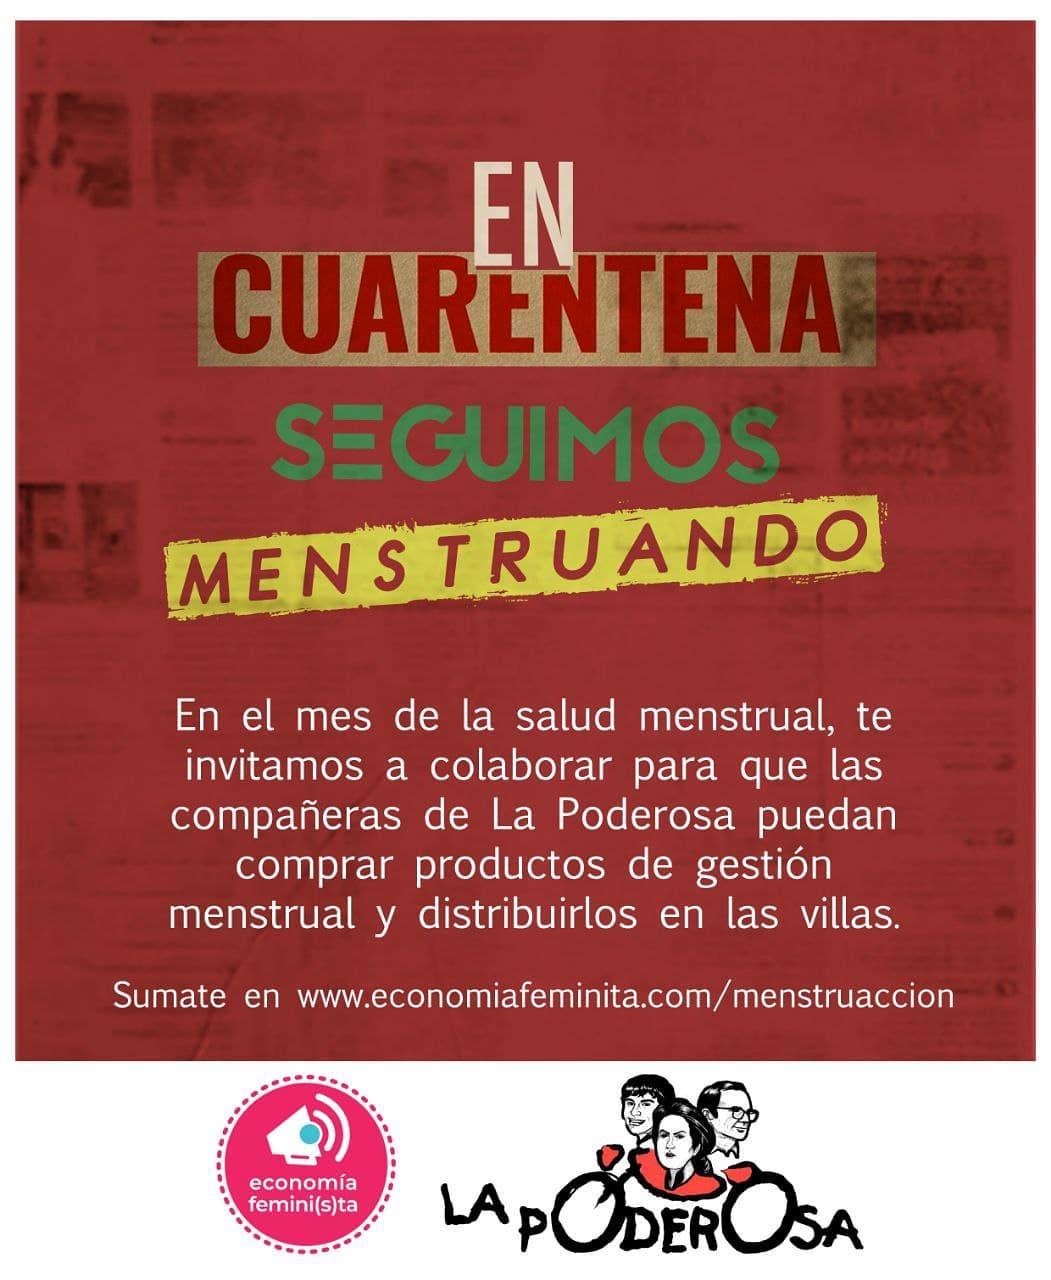 EN
CUARENTENA
SEGUIMOS
MENSTRUANDO
En el mes de la salud menstrual, te
invitamos a colaborar para que las
compañeras de La Poderosa puedan
comprar productos de gestión
menstrual y distribuirlos en las villas.
Sumate en www.economiafeminita.com/menstruaccion
economía
femini(s)ta
LA PODEROSA